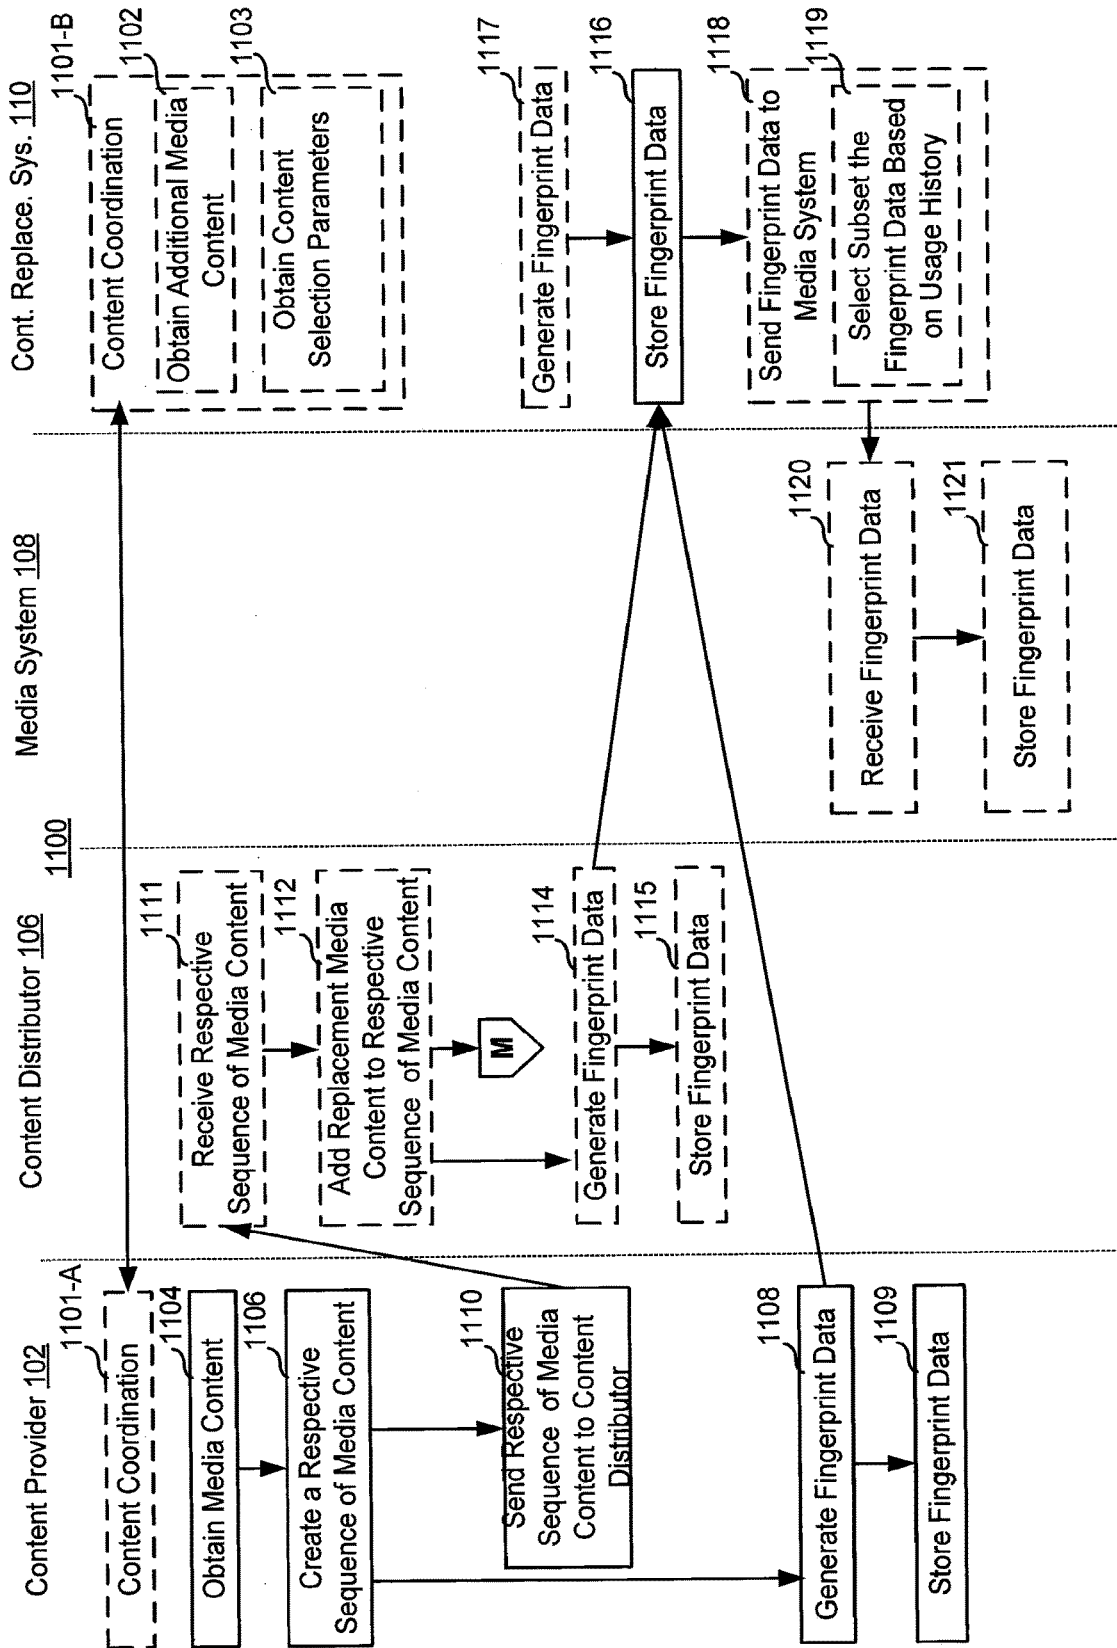 1100
Content Provider 102
1101-A
Content Coordination
1104
Obtain Media Content
1106
Create a Respective
Sequence of Media Content
1110
Send Respective
Sequence of Media
Content to Content
Distributor
1108
Generate Fingerprint Data
1109
Store Fingerprint Data
Content Distributor 106
1111
Receive Respective
Sequence of Media Content
1112
Add Replacement Media
Content to Respective
Sequence of Media Content
M
1114
Generate Fingerprint Data
1115
Store Fingerprint Data
Media System 108
1120
Receive Fingerprint Data
1121
Store Fingerprint Data
Cont. Replace. Sys. 110
1101-B
Content Coordination
1102
Obtain Additional Media
Content
1103
Obtain Content
Selection Parameters
1117
Generate Fingerprint Data
1116
Store Fingerprint Data
1118
Send Fingerprint Data to
Media System
1119
Select Subset the
Fingerprint Data Based
on Usage History